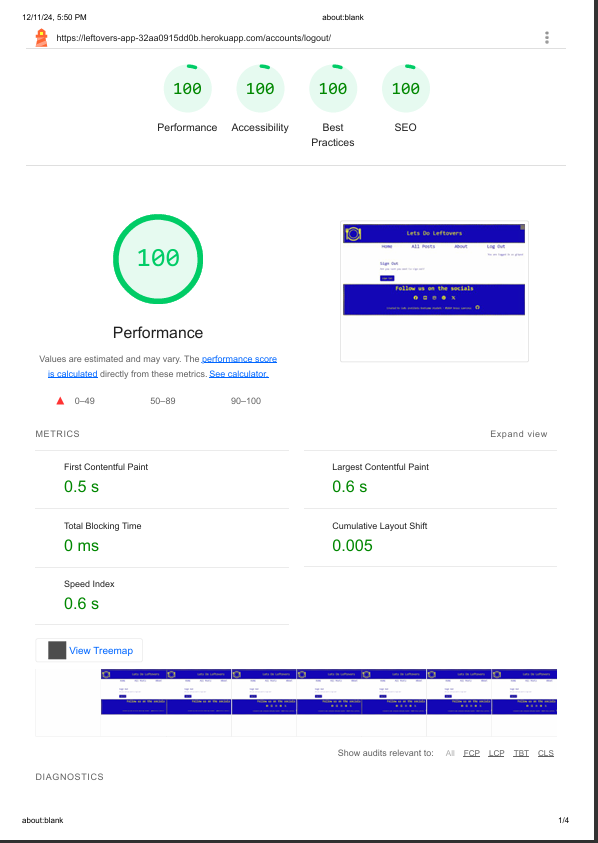 12/11/24, 5:50 PM about:blank
https://leftovers-app-32aa0915dd0b.herokuapp.com/accounts/logout/
100 100 100 100
Performance Accessibility Best Practices SEO
100
Lets Do Leftovers
Home All Posts About Log Out
Sign Out
Follow us on the socials
Performance
Values are estimated and may vary. The performance score
is calculated directly from these metrics. See calculator.
0–49 50–89 90–100
METRICS Expand view
First Contentful Paint Largest Contentful Paint
0.5 s 0.6 s
Total Blocking Time Cumulative Layout Shift
0 ms 0.005
Speed Index
0.6 s
View Treemap
Show audits relevant to: All FCP LCP TBT CLS
DIAGNOSTICS
about:blank 1/4